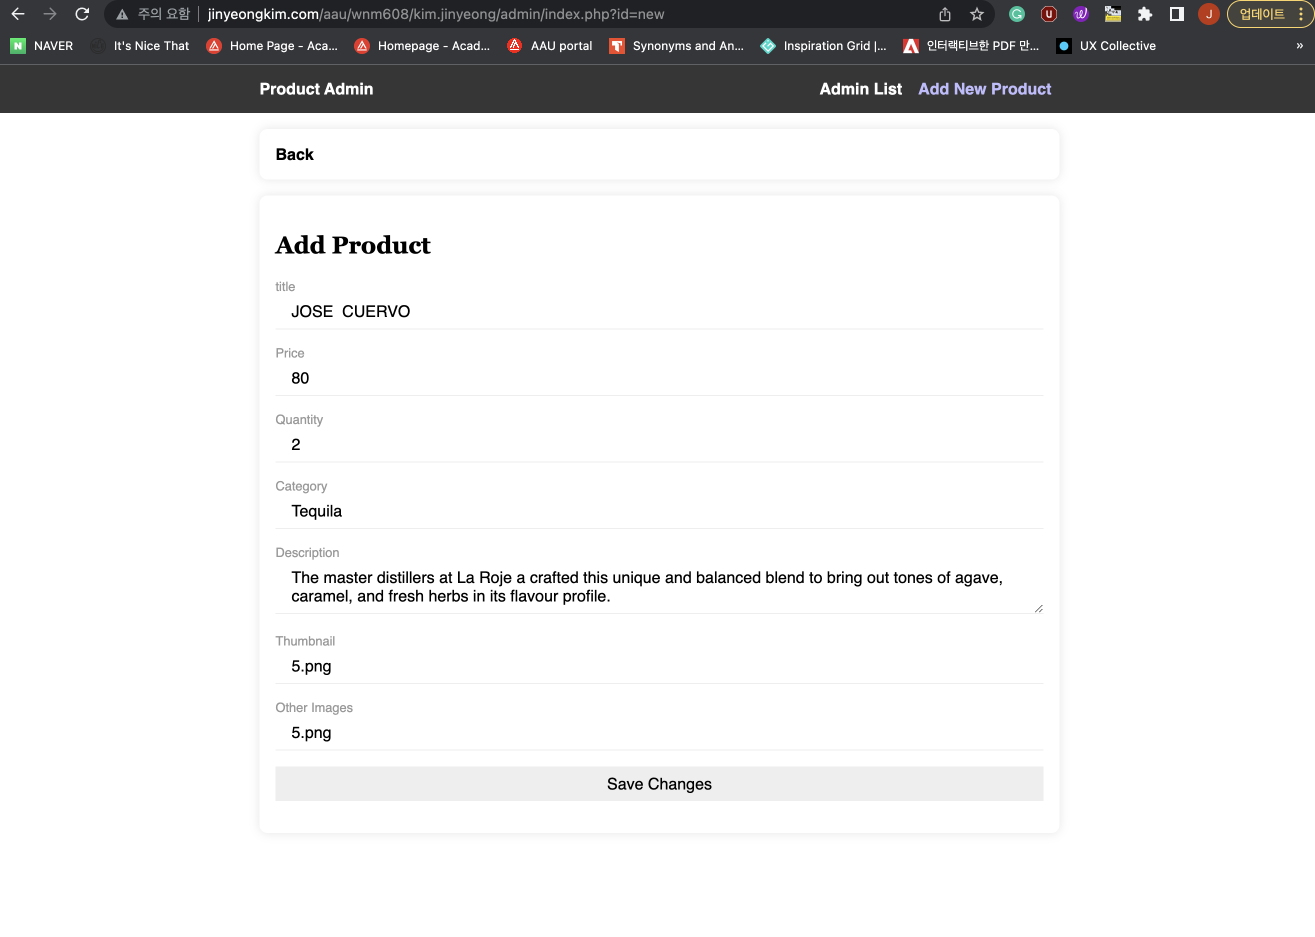 주의 요함 jinyeongkim.com/aau/wnm608/kim.jinyeong/admin/index.php?id=new G U J 업데이트
N NAVER It's Nice That Home Page - Aca... Homepage - Acad... AAU portal T Synonyms and An... Inspiration Grid |... 인터랙티브한 PDF 만... UX Collective »
Product Admin Admin List Add New Product
Back
Add Product
title
JOSE  CUERVO
Price
80
Quantity
2
Category
Tequila
Description
The master distillers at La Roje a crafted this unique and balanced blend to bring out tones of agave,
caramel, and fresh herbs in its flavour profile.
Thumbnail
5.png
Other Images
5.png
Save Changes